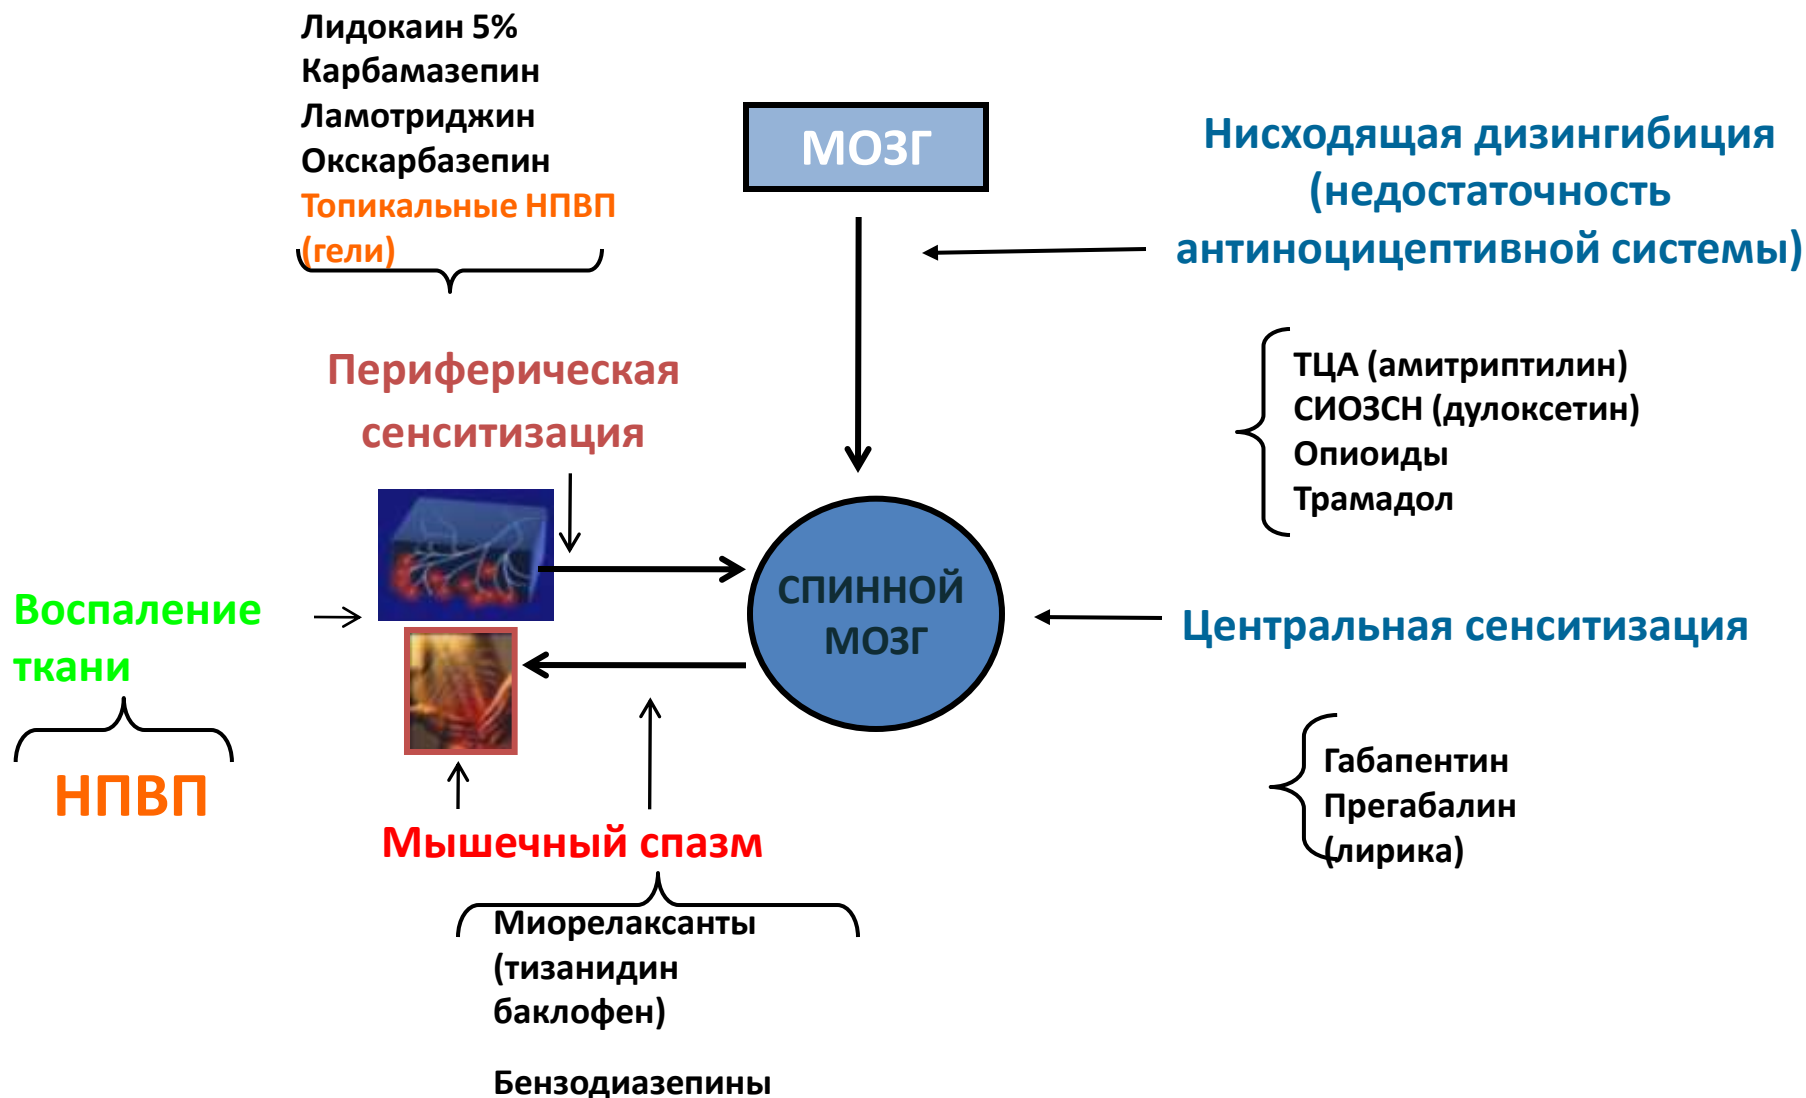 Лидокаин 5%
Карбамазепин
Ламотриджин
Окскарбазепин
Топикальные НПВП
(гели)
МОЗГ
Нисходящая дизингибиция
(недостаточность
антиноцицептивной системы)
ТЦА (амитриптилин)
СИОЗСН (дулоксетин)
Опиоиды
Трамадол
Периферическая
сенситизация
СПИННОЙ
МОЗГ
Воспаление
ткани
НПВП
Центральная сенситизация
Габапентин
Прегабалин
(лирика)
Мышечный спазм
Миорелаксанты
(тизанидин
баклофен)
Бензодиазепины